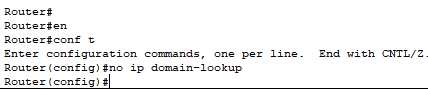 Router#
Router#en
Router#conf t
Enter configuration commands, one per line.  End with CNTL/Z.
Router(config)#no ip domain-lookup
Router(config)#